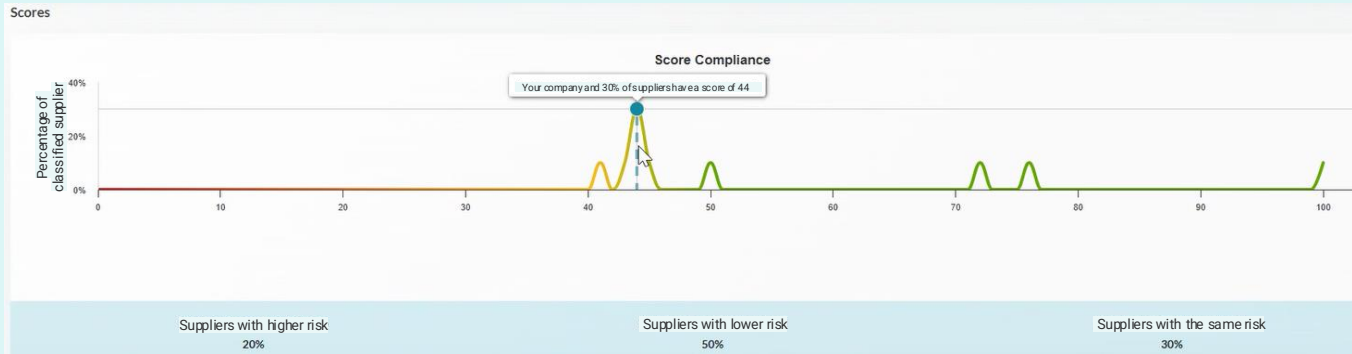 Scores
Score Compliance
Your company and 30% of suppliers have a score of 44
Percentage of
classified supplier
40%
20%
0%
0 10 20 30 40 50 60 70 80 90 100
Suppliers with higher risk
20%
Suppliers with lower risk
50%
Suppliers with the same risk
30%